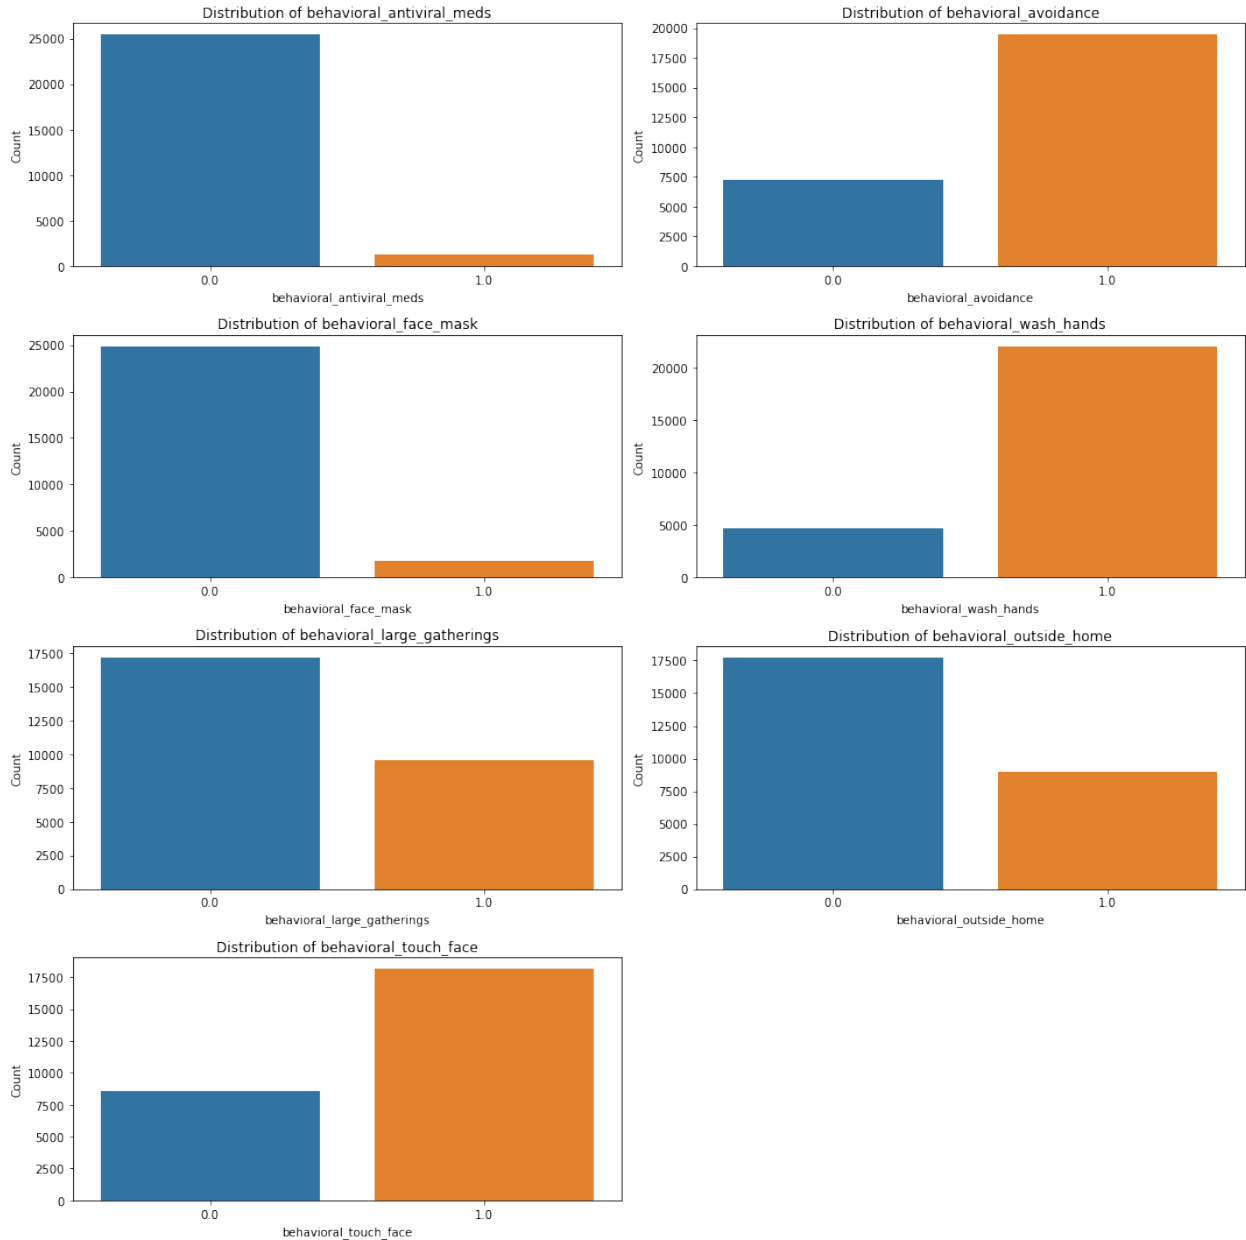 Distribution of behavioral_antiviral_meds
Count
25000
20000
15000
10000
5000
0
0.0 1.0
behavioral_antiviral_meds
Distribution of behavioral_avoidance
Count
20000
17500
15000
12500
10000
7500
5000
2500
0
0.0 1.0
behavioral_avoidance
Distribution of behavioral_face_mask
Count
25000
20000
15000
10000
5000
0
0.0 1.0
behavioral_face_mask
Distribution of behavioral_wash_hands
Count
20000
15000
10000
5000
0
0.0 1.0
behavioral_wash_hands
Distribution of behavioral_large_gatherings
Count
17500
15000
12500
10000
7500
5000
2500
0
0.0 1.0
behavioral_large_gatherings
Distribution of behavioral_outside_home
Count
17500
15000
12500
10000
7500
5000
2500
0
0.0 1.0
behavioral_outside_home
Distribution of behavioral_touch_face
Count
17500
15000
12500
10000
7500
5000
2500
0
0.0 1.0
behavioral_touch_face